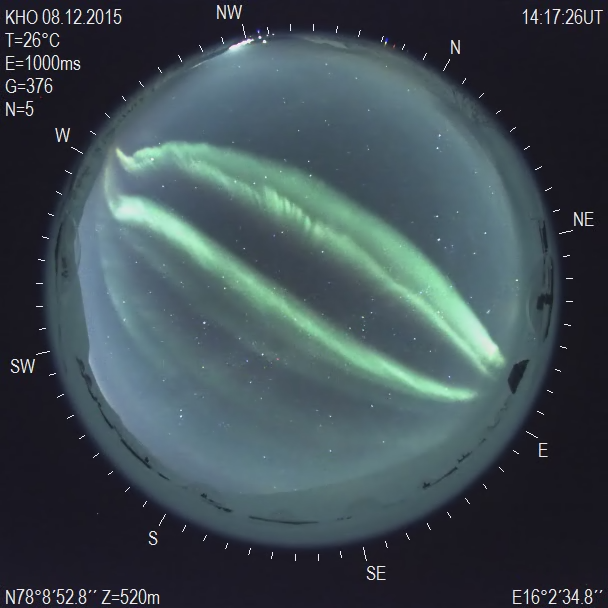 KHO 08.12.2015
14:17:26UT
T=26°C
E=1000ms
G=376
N=5
NW
N
W
NE
SW
E
S
SE
N78°8´52.8´´ Z=520m
E16°2´34.8´´